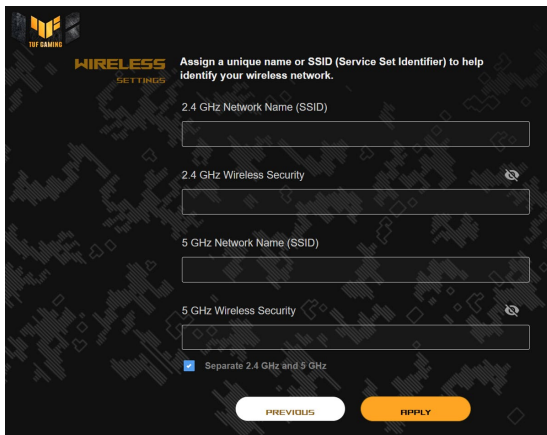 TUF GAMING
WIRELESS
SETTINGS
Assign a unique name or SSID (Service Set Identifier) to help
identify your wireless network.
2.4 GHz Network Name (SSID)
2.4 GHz Wireless Security
5 GHz Network Name (SSID)
5 GHz Wireless Security
Separate 2.4 GHz and 5 GHz
PREVIOUS
APPLY